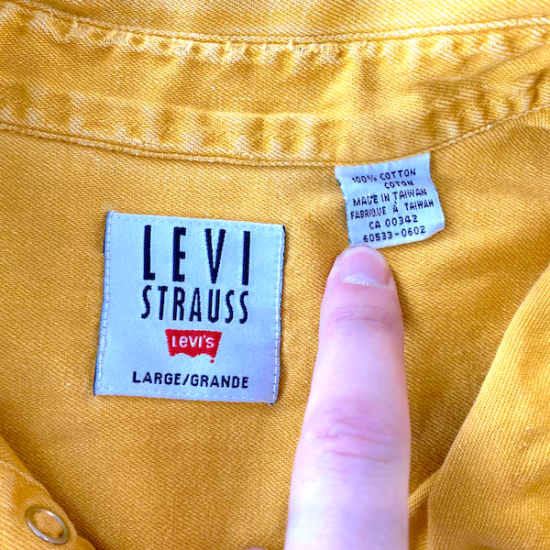 LEVI
STRAUSS
Levi's
LARGE/GRANDE
100% COTTON
COTON
MADE IN TAIWAN
FABRIQUE À TAIWAN
CA 00342
60533-0602